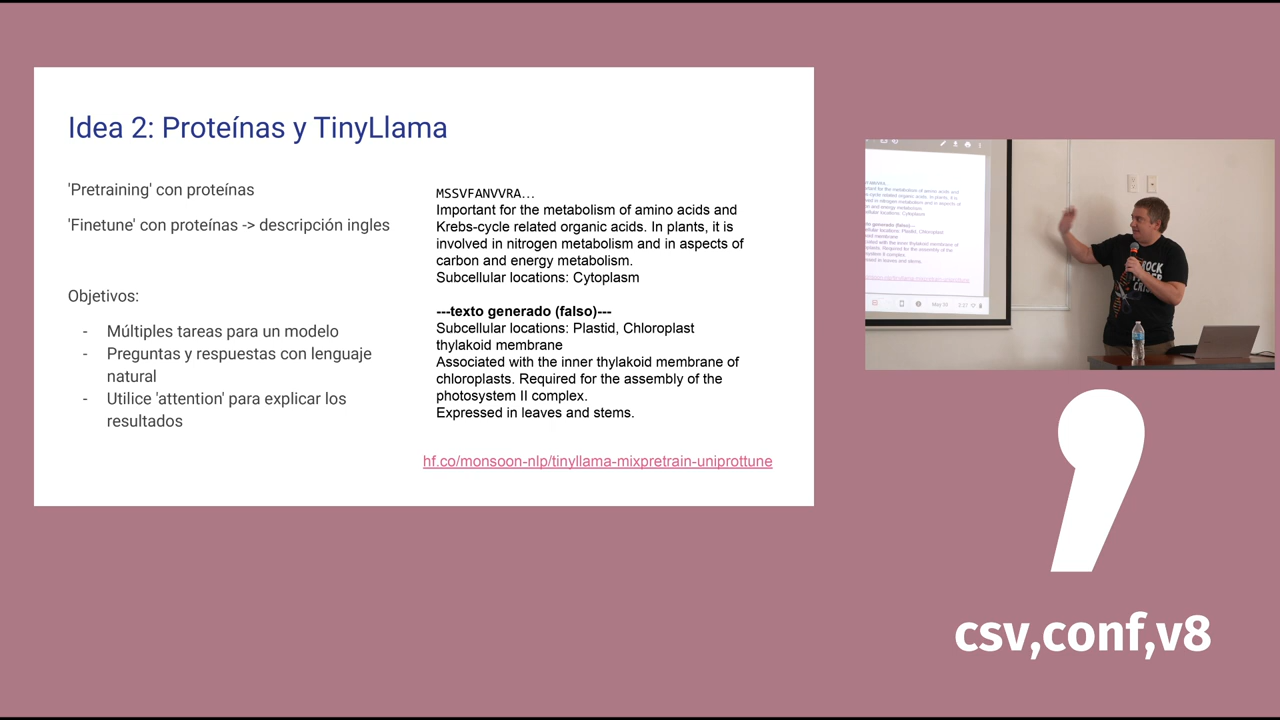 Idea 2: Proteínas y TinyLlama
'Pretraining' con proteínas
'Finetune' con proteínas -> descripción ingles
Objetivos:
- Múltiples tareas para un modelo
- Preguntas y respuestas con lenguaje
natural
- Utilice 'attention' para explicar los
resultados
MSSVFANVVRA...
Important for the metabolism of amino acids and
Krebs-cycle related organic acids. In plants, it is
involved in nitrogen metabolism and in aspects of
carbon and energy metabolism.
Subcellular locations: Cytoplasm
---texto generado (falso)---
Subcellular locations: Plastid, Chloroplast
thylakoid membrane
Associated with the inner thylakoid membrane of
chloroplasts. Required for the assembly of the
photosystem II complex.
Expressed in leaves and stems.
hf.co/monsoon-nlp/tinyllama-mixpretrain-uniprottune
ROCK
csv,conf,v8